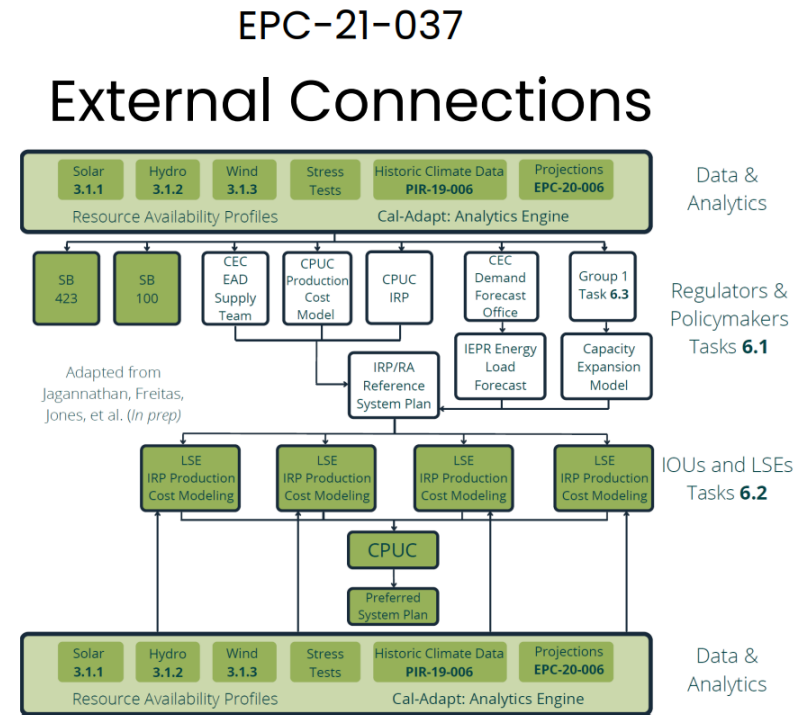 EPC-21-037
External Connections
Solar
3.1.1
Hydro
3.1.2
Wind
3.1.3
Stress
Tests
Historic Climate Data
PIR-19-006
Projections
EPC-20-006
Resource Availability Profiles
Cal-Adapt: Analytics Engine
Data &
Analytics
SB
423
SB
100
CEC
EAD
Supply
Team
CPUC
Production
Cost
Model
CPUC
IRP
CEC
Demand
Forecast
Office
Group 1
Task 6.3
Regulators &
Policymakers
Tasks 6.1
IRP/RA
Reference
System Plan
IEPR Energy
Load
Forecast
Capacity
Expansion
Model
Adapted from
Jagannathan, Freitas,
Jones, et al. (In prep)
LSE
IRP Production
Cost Modeling
LSE
IRP Production
Cost Modeling
LSE
IRP Production
Cost Modeling
LSE
IRP Production
Cost Modeling
IOUs and LSEs
Tasks 6.2
CPUC
Preferred
System Plan
Solar
3.1.1
Hydro
3.1.2
Wind
3.1.3
Stress
Tests
Historic Climate Data
PIR-19-006
Projections
EPC-20-006
Resource Availability Profiles
Cal-Adapt: Analytics Engine
Data &
Analytics